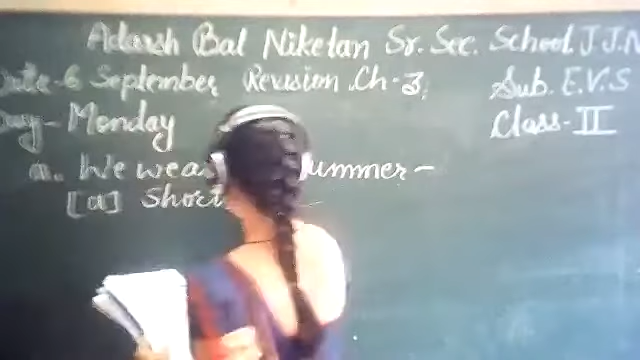 Adarsh Bal Niketan Sr. Sec. School J.J.N
Date-6 September Revision Ch-3. Sub. E.V.S
Day-Monday Class-II
a. We wea ummer-
[a] Short